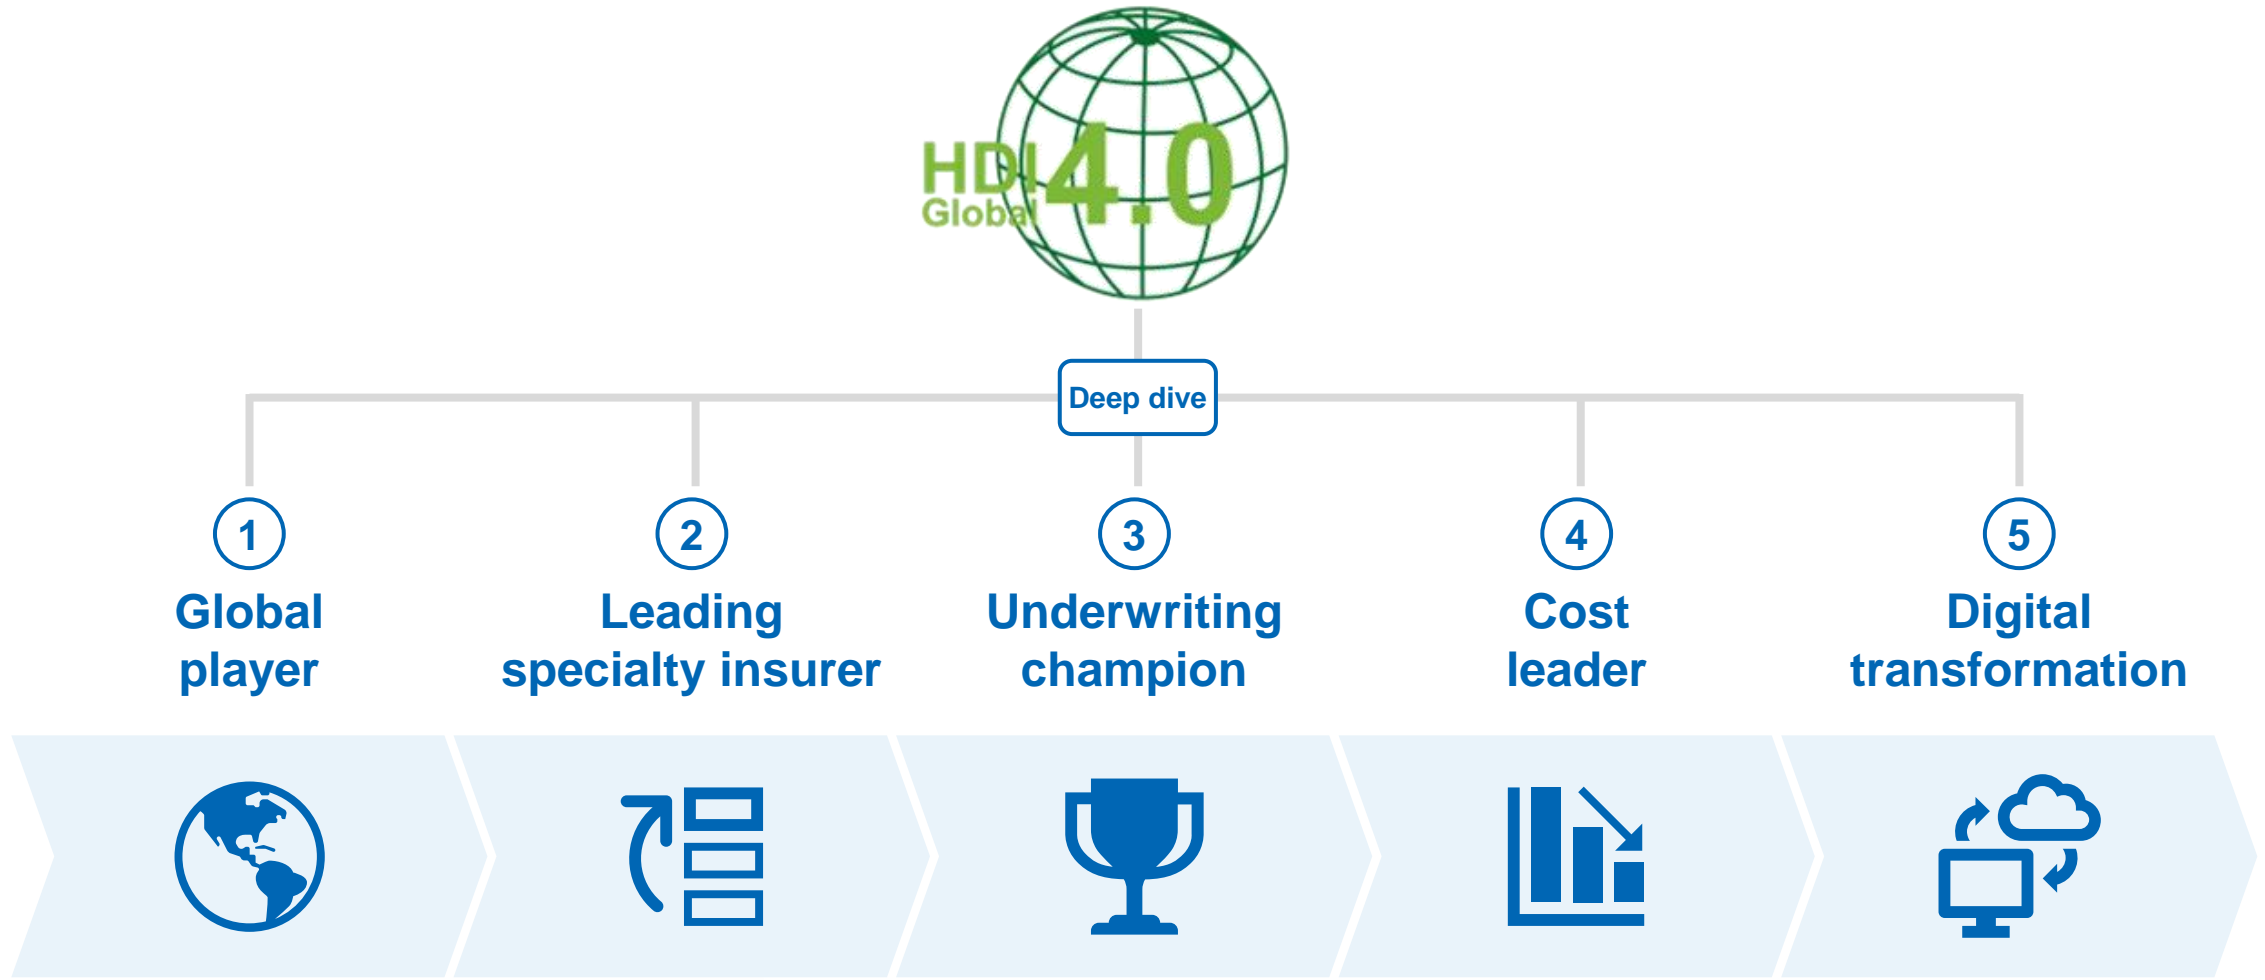 HDI 4.0
Global
Deep dive
1
2
3
4
5
Global
player
Leading
specialty insurer
Underwriting
champion
Cost
leader
Digital
transformation